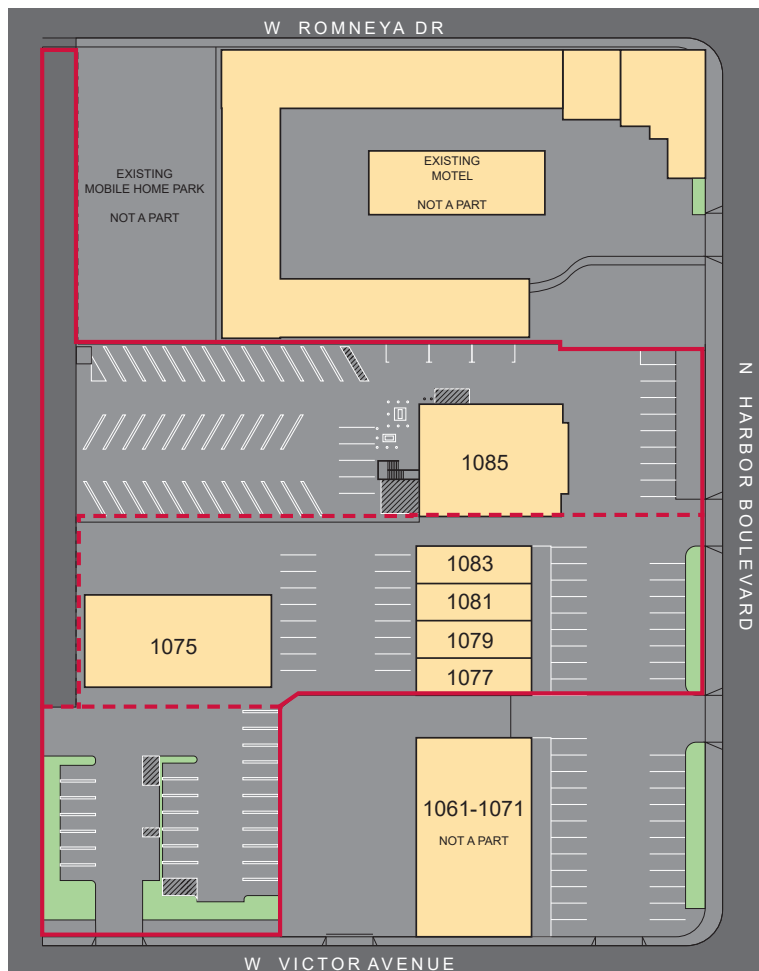 W ROMNEYA DR
EXISTING
MOBILE HOME PARK
NOT A PART
EXISTING
MOTEL
NOT A PART
N HARBOR BOULEVARD
1085
1083
1081
1079
1077
1075
1061-1071
NOT A PART
W VICTOR AVENUE